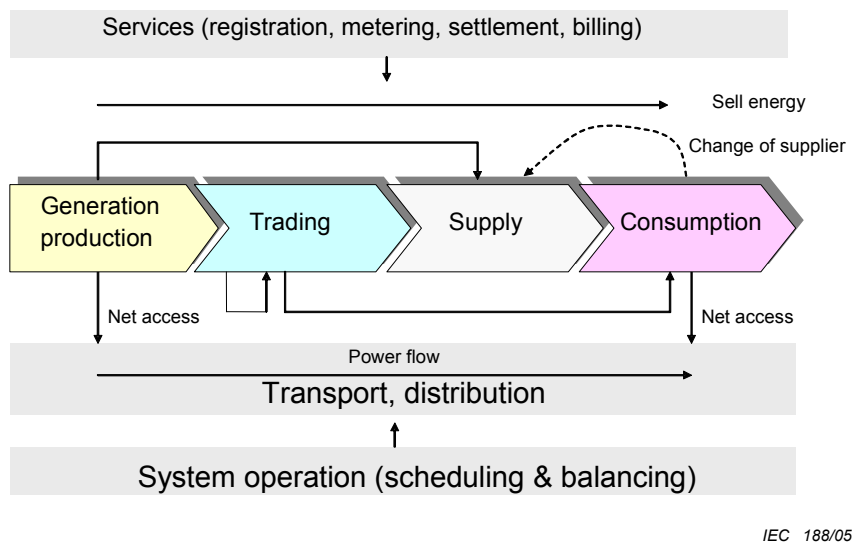 Services (registration, metering, settlement, billing)
Sell energy
Change of supplier
Generation
production
Trading
Supply
Consumption
Net access
Net access
Power flow
Transport, distribution
System operation (scheduling & balancing)
IEC 188/05